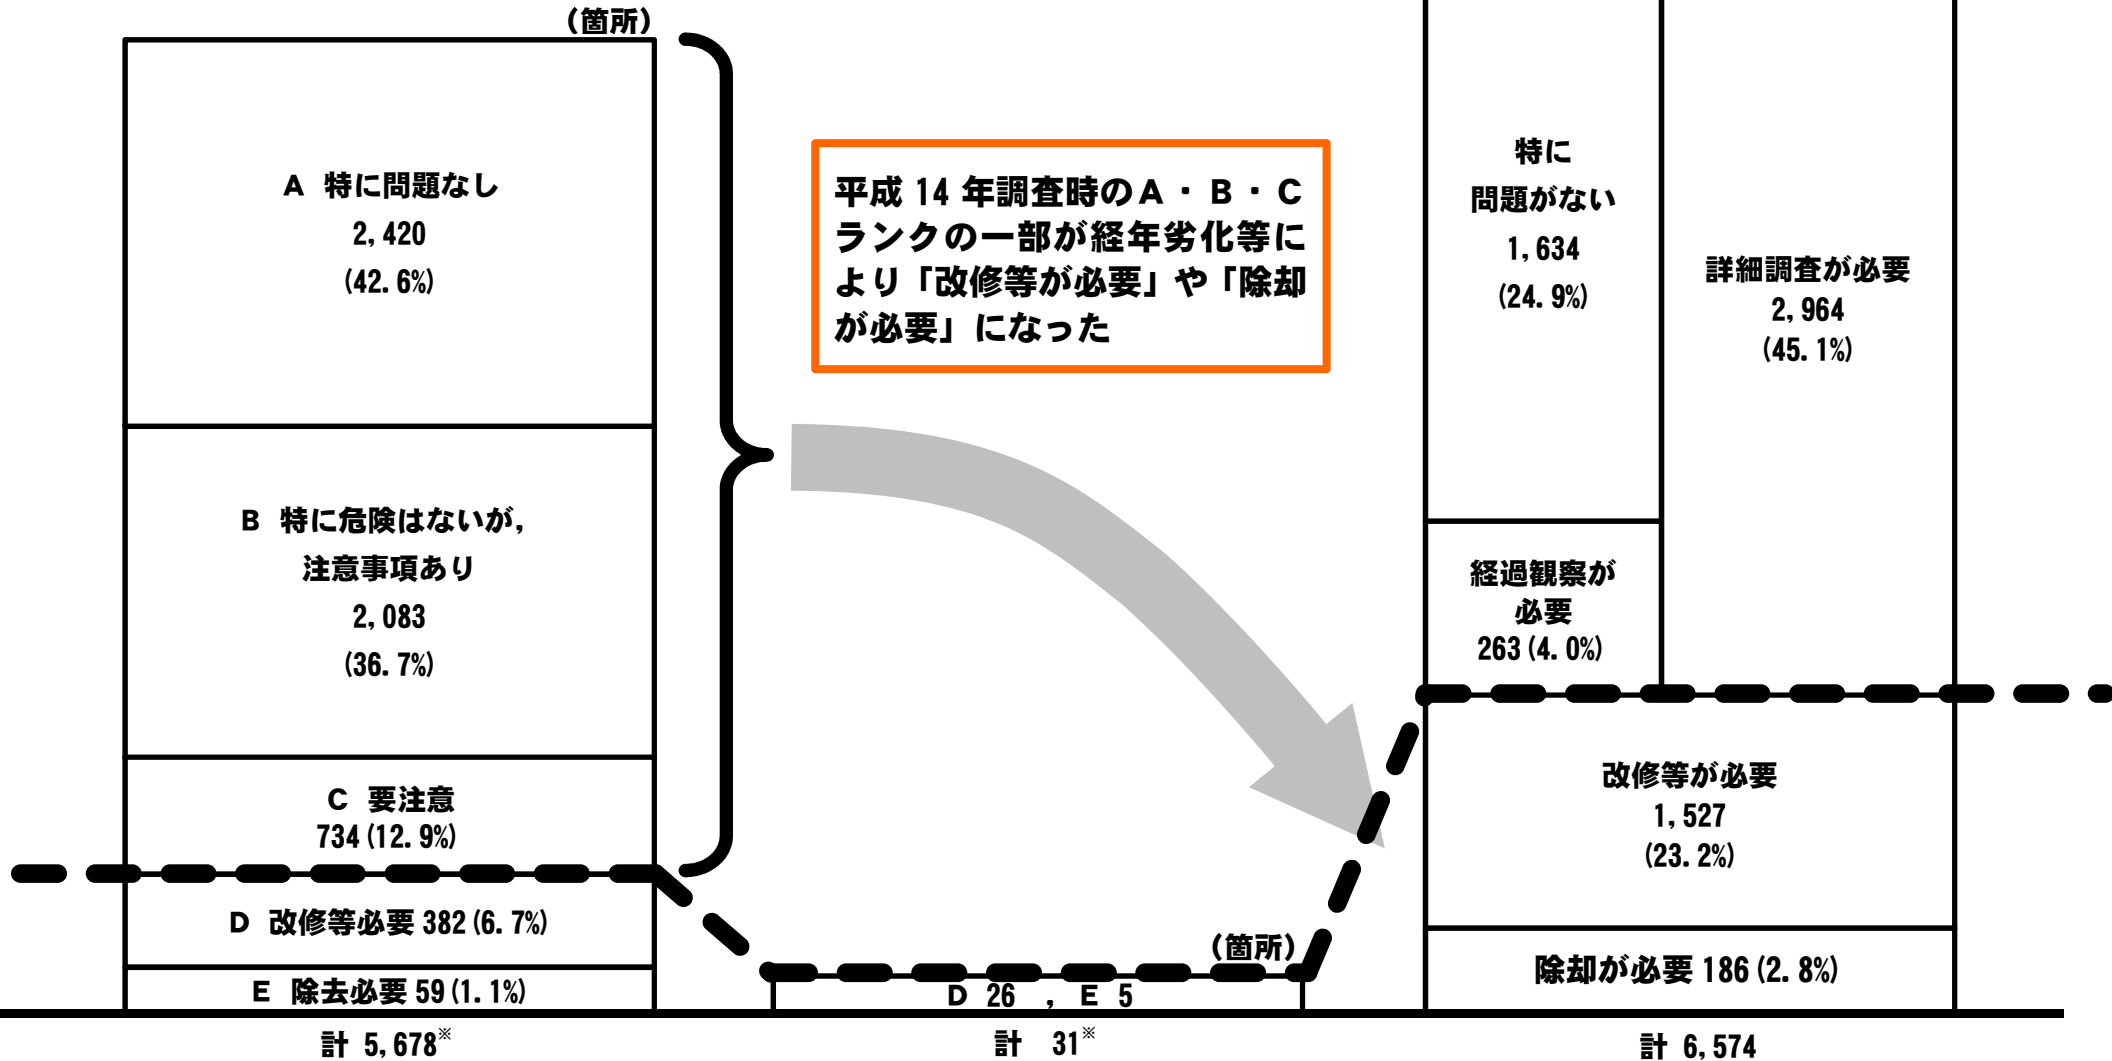 （箇所）
A 特に問題なし
2,420
(42.6%)
B 特に危険はないが，
注意事項あり
2,083
(36.7%)
C 要注意
734(12.9%)
D 改修等必要 382(6.7%)
E 除去必要 59(1.1%)
計 5,678※
平成 14 年調査時のA・B・C
ランクの一部が経年劣化等に
より「改修等が必要」や「除却
が必要」になった
（箇所）
D 26 , E 5
計 31※
特に
問題がない
1,634
(24.9%)
詳細調査が必要
2,964
(45.1%)
経過観察が
必要
263(4.0%)
改修等が必要
1,527
(23.2%)
除却が必要 186(2.8%)
計 6,574